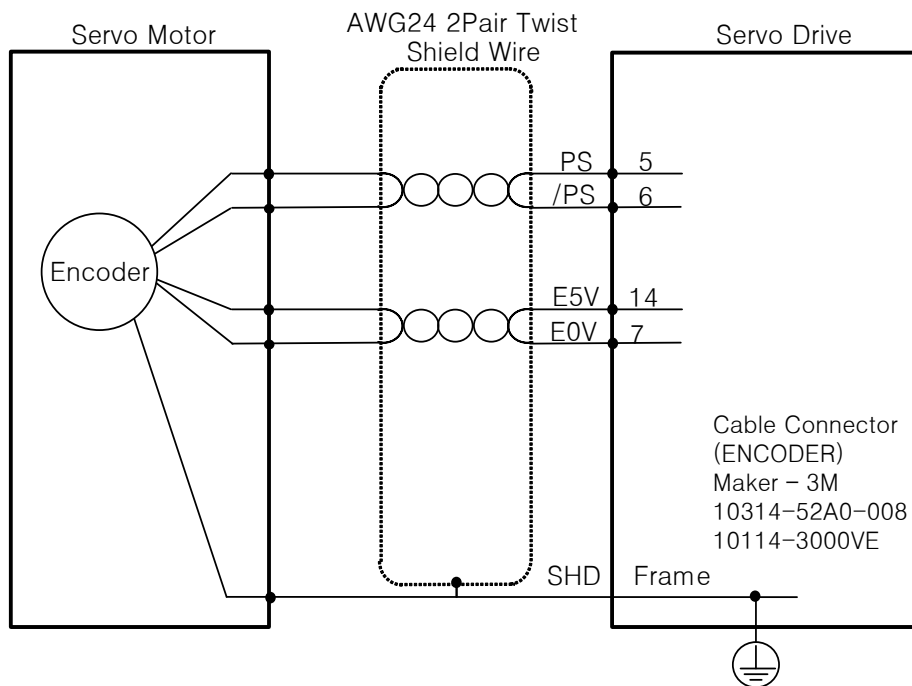 Servo Motor
AWG24 2Pair Twist
Shield Wire
Servo Drive
PS 5
/PS 6
Encoder
E5V 14
E0V 7
Cable Connector
(ENCODER)
Maker – 3M
10314–52A0–008
10114–3000VE
SHD Frame